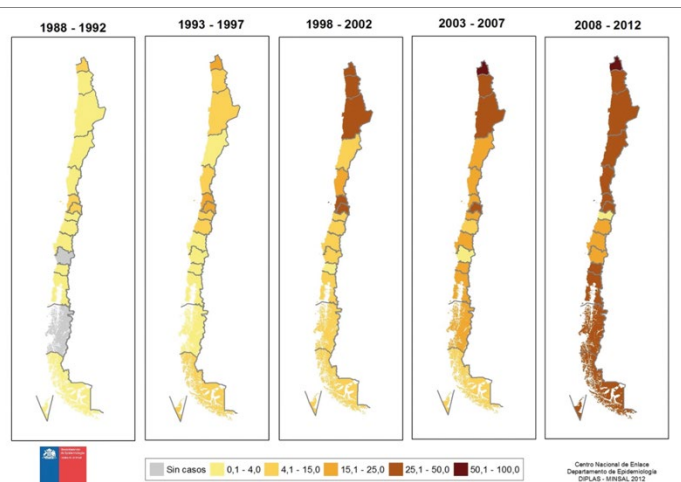 1988 - 1992
1993 - 1997
1998 - 2002
2003 - 2007
2008 - 2012
Sin casos
0,1 - 4,0
4,1 - 15,0
15,1 - 25,0
25,1 - 50,0
50,1 - 100,0
Centro Nacional de Enlace
Departamento de Epidemiología
DIPLAS - MINSAL 2012